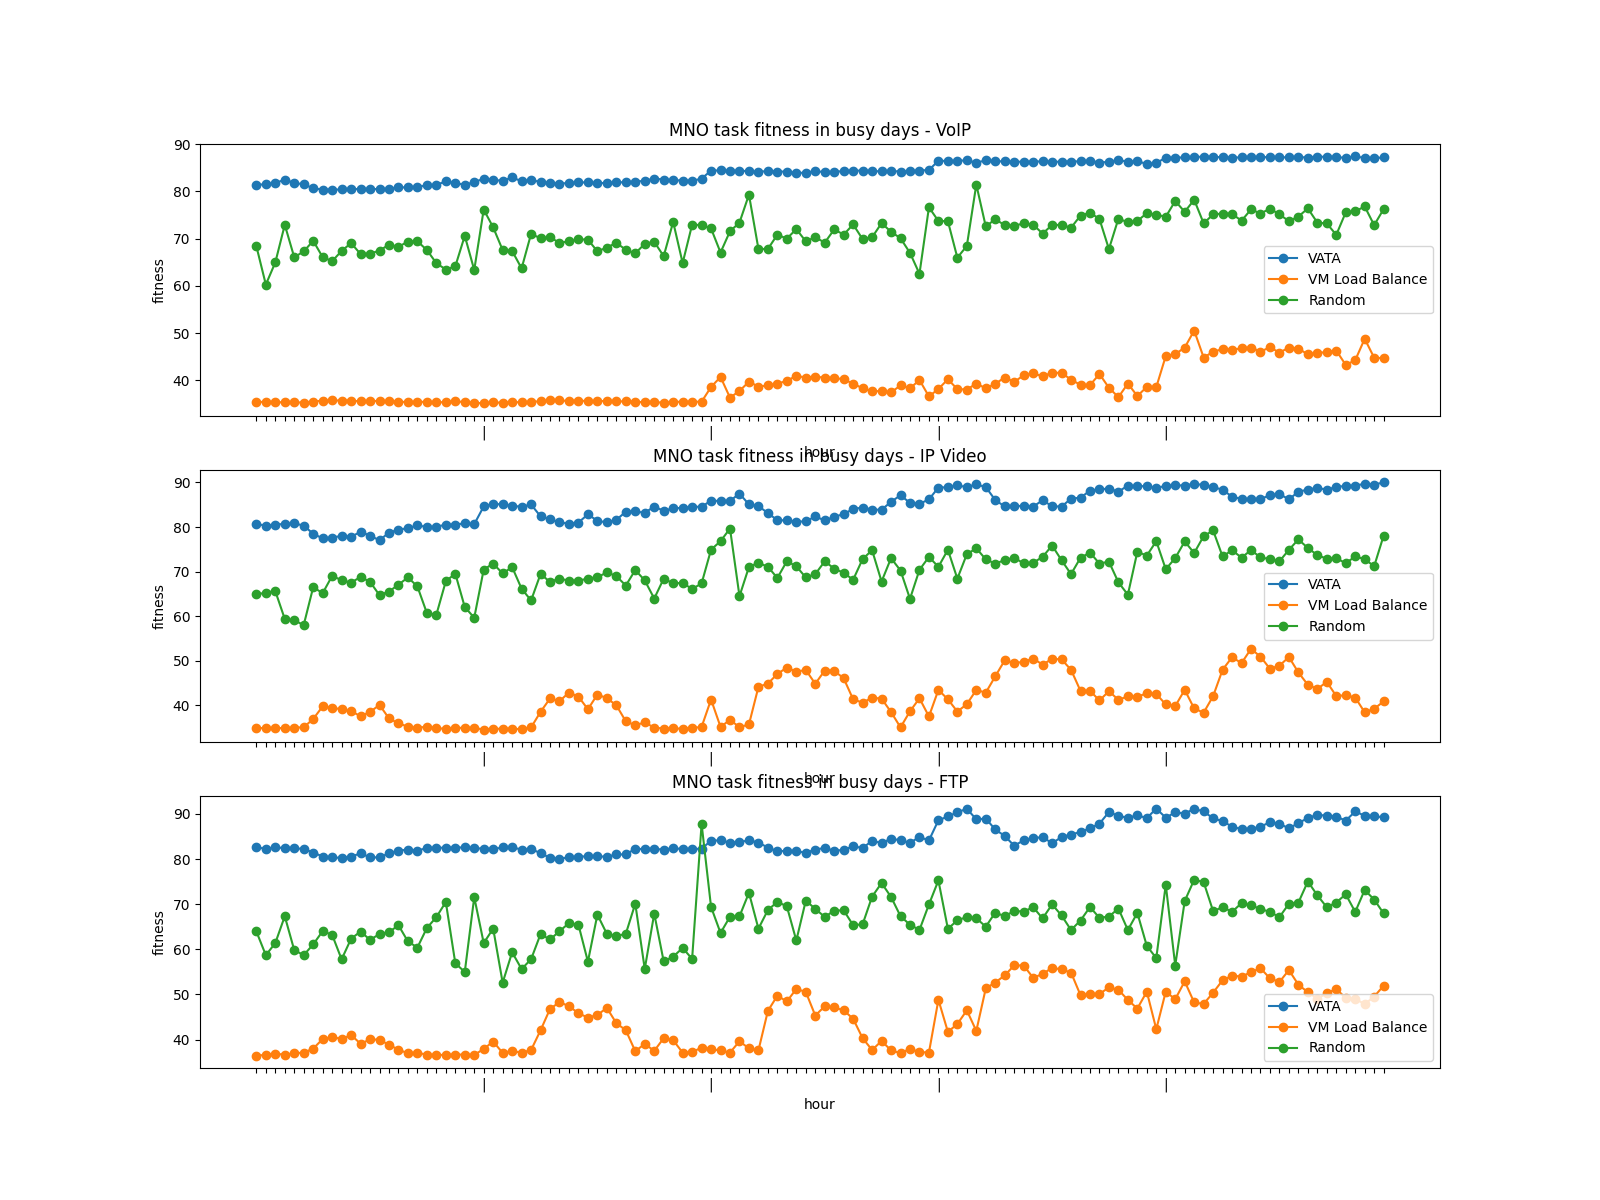 MNO task fitness in busy days - VoIP
90
80
70
60
50
40
fitness
VATA
VM Load Balance
Random
hour
MNO task fitness in busy days - IP Video
90
80
70
60
50
40
fitness
VATA
VM Load Balance
Random
hour
MNO task fitness in busy days - FTP
90
80
70
60
50
40
fitness
VATA
VM Load Balance
Random
hour